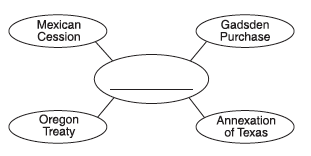 Mexican
Cession
Gadsden
Purchase
Oregon
Treaty
Annexation
of Texas